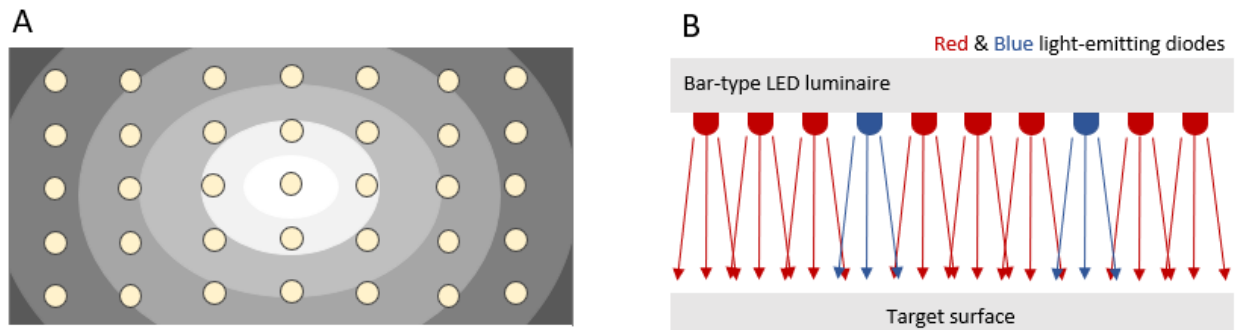 A
B
Red & Blue light-emitting diodes
Bar-type LED luminaire
Target surface